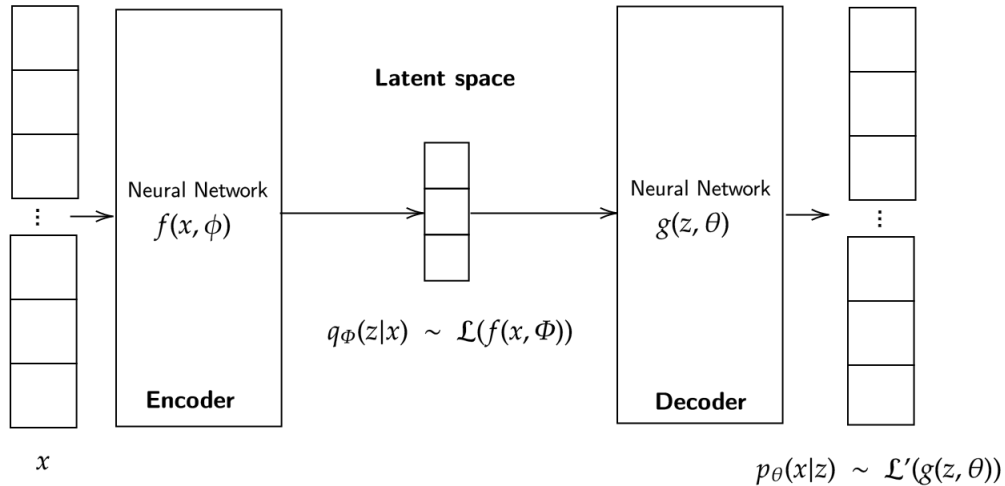 Latent space
Neural Network
f(x, ϕ)
Neural Network
g(z, θ)
⋮
⋮
q_Φ(z|x) ~ 𝔏(f(x, Φ))
Encoder
Decoder
x
p_θ(x|z) ~ 𝔏'(g(z, θ))